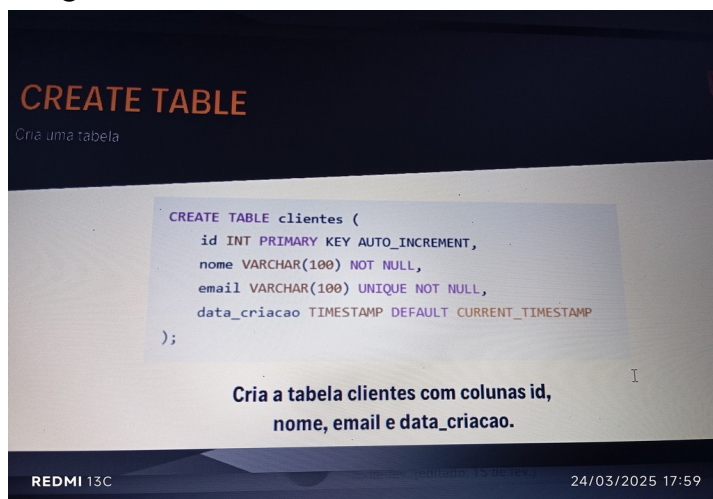 CREATE TABLE
Cria uma tabela
CREATE TABLE clientes (
id INT PRIMARY KEY AUTO_INCREMENT,
nome VARCHAR(100) NOT NULL,
email VARCHAR(100) UNIQUE NOT NULL,
data_criacao TIMESTAMP DEFAULT CURRENT_TIMESTAMP
);
Cria a tabela clientes com colunas id,
nome, email e data_criacao.
REDMI 13C
24/03/2025 17:59